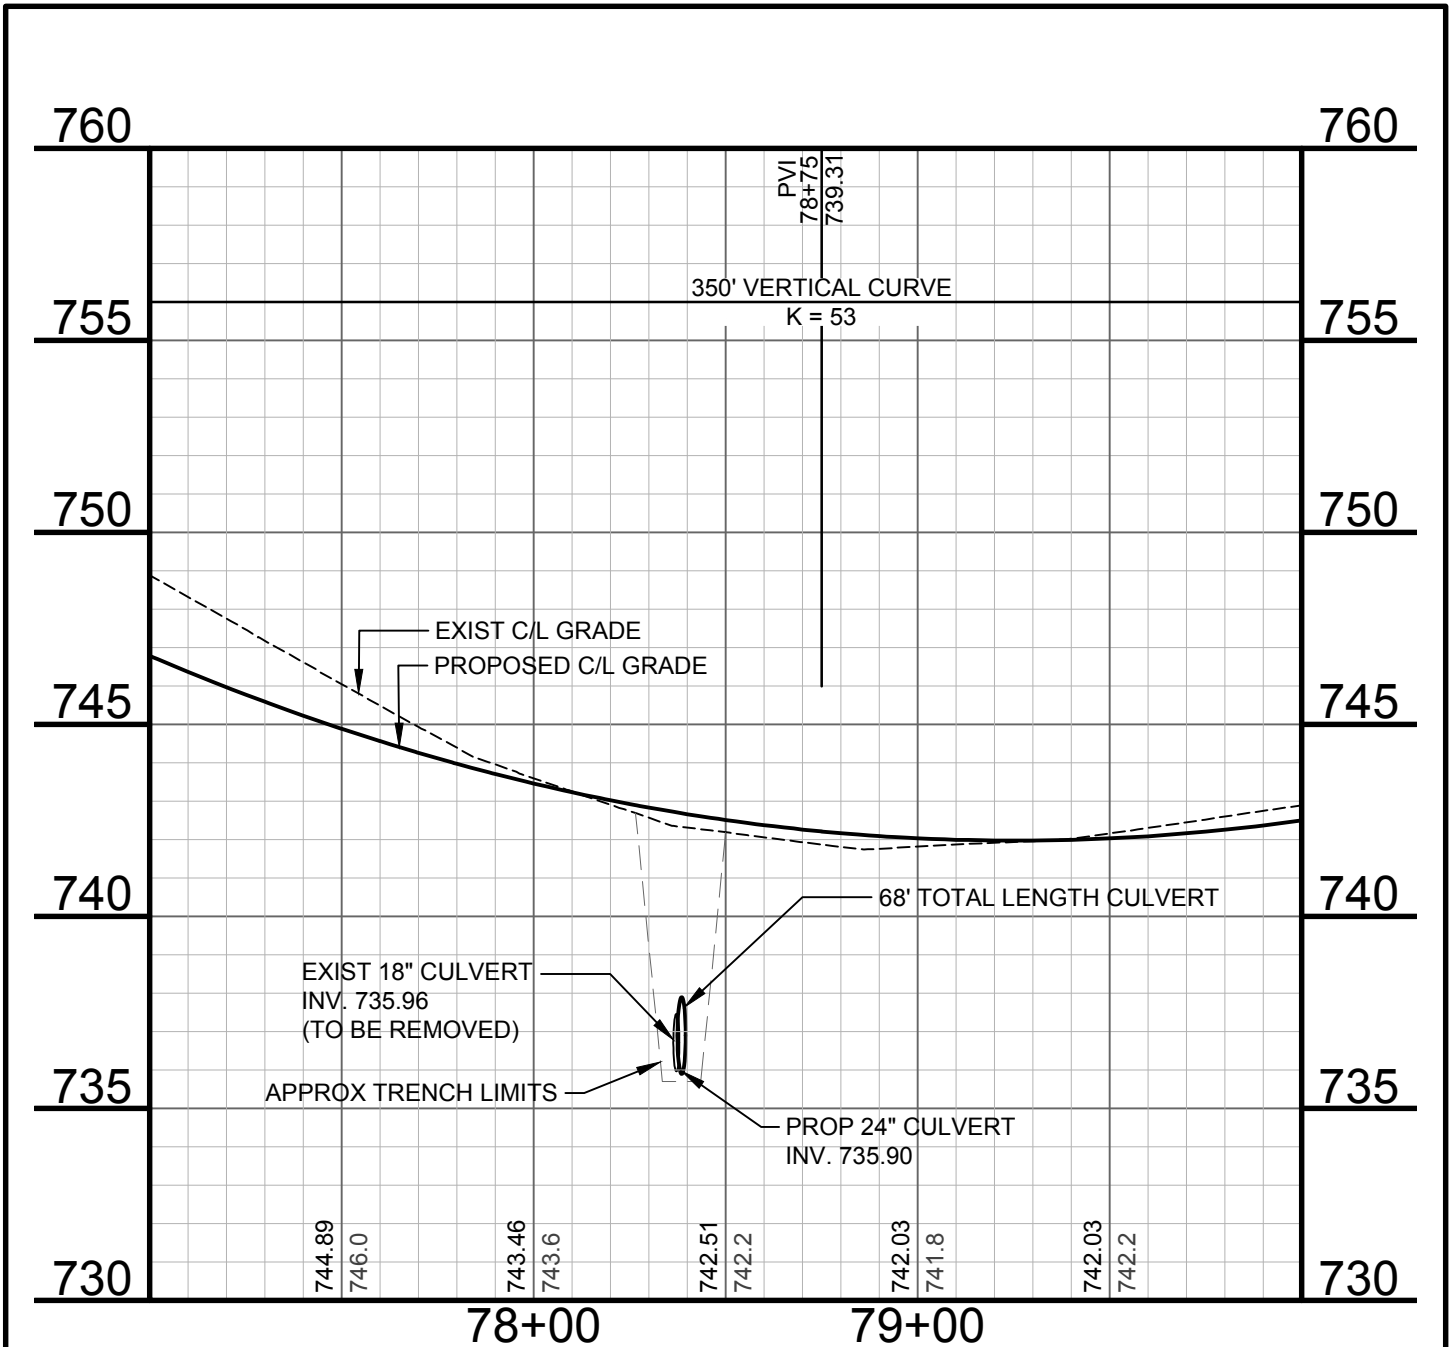 760
760
PVI
78+75
739.31
350' VERTICAL CURVE
K = 53
755
755
750
750
EXIST C/L GRADE
PROPOSED C/L GRADE
745
745
740
740
68' TOTAL LENGTH CULVERT
EXIST 18" CULVERT
INV. 735.96
(TO BE REMOVED)
APPROX TRENCH LIMITS
735
735
PROP 24" CULVERT
INV. 735.90
744.89
746.0
743.46
743.6
742.51
742.2
742.03
741.8
742.03
742.2
730
730
78+00
79+00